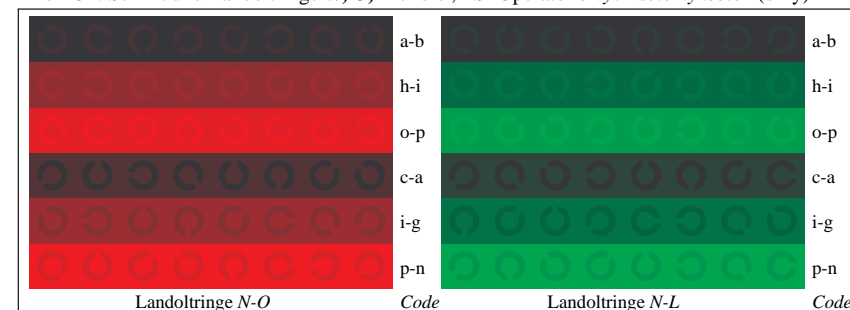 a-b a-b
h-i h-i
o-p o-p
c-a c-a
i-g i-g
p-n p-n
Landoltringe N-O Code Landoltringe N-L Code